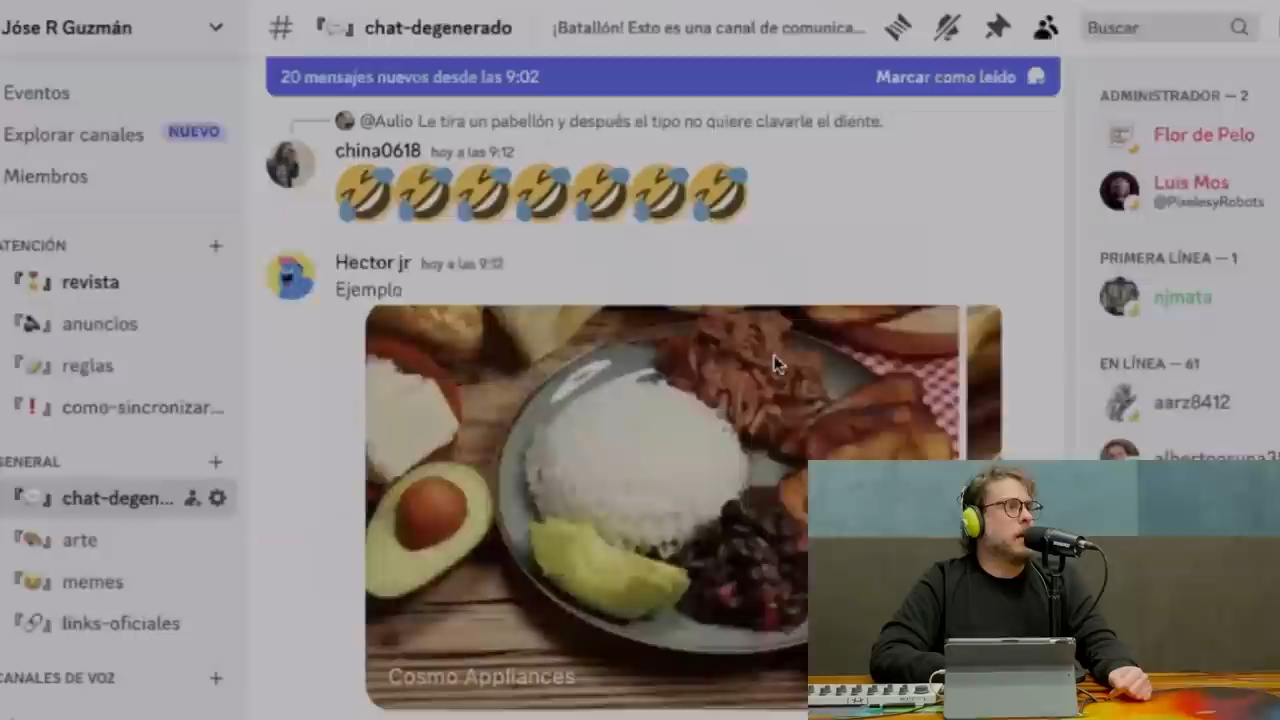 Jóse R Guzmán
# chat-degenerado
¡Batallón! Esto es una canal de comunica...
Buscar
20 mensajes nuevos desde las 9:02
Marcar como leído
Eventos
Explorar canales NUEVO
Miembros
ATENCIÓN
revista
anuncios
reglas
como-sincronizar...
GENERAL
chat-degen...
arte
memes
links-oficiales
CANALES DE VOZ
@Aulio Le tira un pabellón y después el tipo no quiere clavarle el diente.
china0618 hoy a las 9:12
Hector jr hoy a las 9:12
Ejemplo
Cosmo Appliances
ADMINISTRADOR — 2
Flor de Pelo
Luis Mos
@PixelesyRobots
PRIMERA LÍNEA — 1
njmata
EN LÍNEA — 61
aarz8412